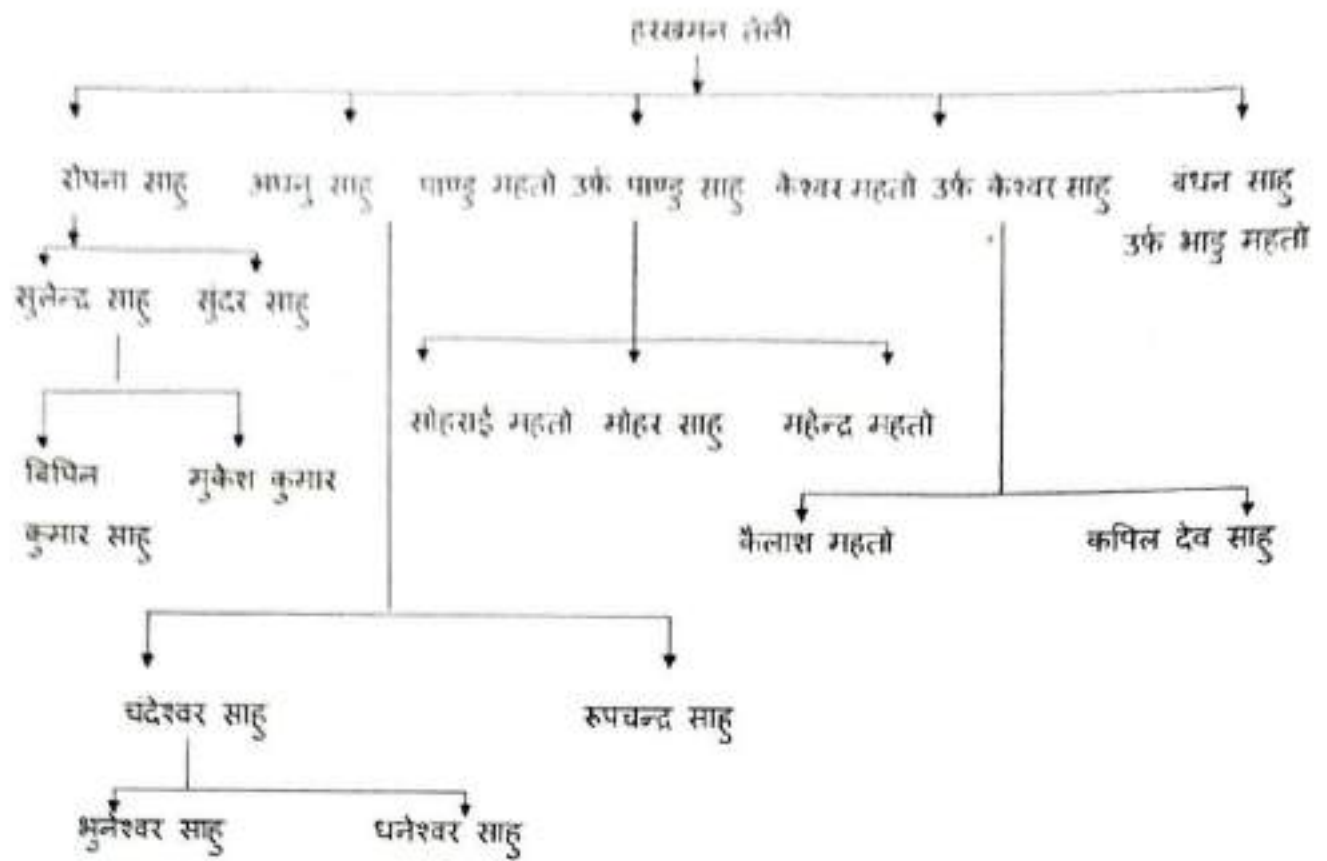 हरखमन तेली
रोपना साहु अघनु साहु पाण्डु महतो उर्फ पाण्डु साहु केश्वर महतो उर्फ केश्वर साहु बंधन साहु
उर्फ भाडु महतो
सुलेन्द्र साहु सुंदर साहु
सोहराई महतो मोहर साहु महेन्द्र महतो
बिपिन मुकेश कुमार
कुमार साहु
कैलाश महतो कपिल देव साहु
चंदेश्वर साहु रूपचन्द्र साहु
भुनेश्वर साहु धनेश्वर साहु